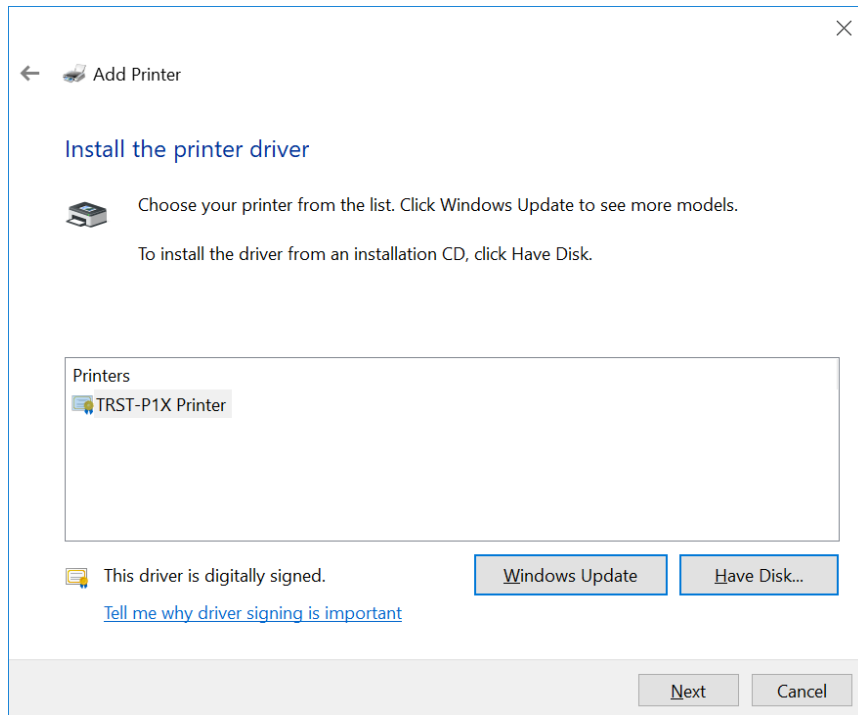 Add Printer
Install the printer driver
Choose your printer from the list. Click Windows Update to see more models.
To install the driver from an installation CD, click Have Disk.
Printers
TRST-P1X Printer
This driver is digitally signed.
Windows Update
Have Disk...
Tell me why driver signing is important
Next
Cancel